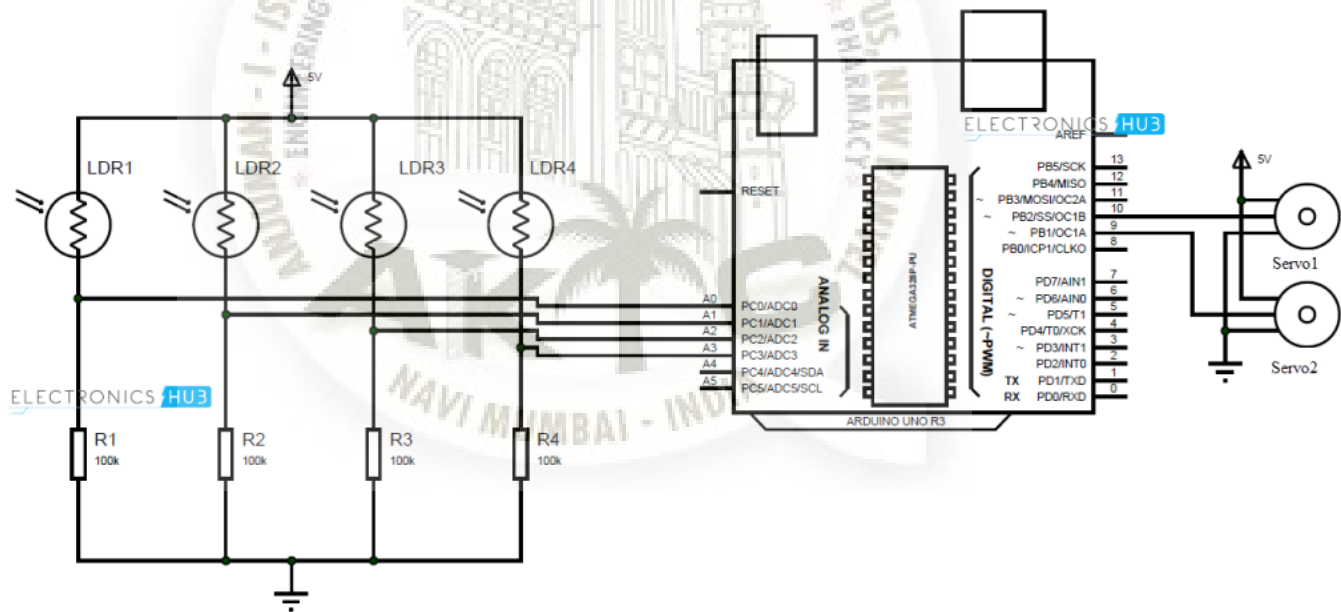 5V
LDR1
LDR2
LDR3
LDR4
ELECTRONICS HUB
R1
100k
R2
100k
R3
100k
R4
100k
ELECTRONICS HUB
AREF
RESET
PB5/SCK 13
PB4/MISO 12
~ PB3/MOSI/OC2A 11
~ PB2/SS/OC1B 10
~ PB1/OC1A 9
PB0/ICP1/CLKO 8
PD7/AIN1 7
~ PD6/AIN0 6
~ PD5/T1 5
PD4/T0/XCK 4
~ PD3/INT1 3
PD2/INT0 2
TX PD1/TXD 1
RX PD0/RXD 0
A0 PC0/ADC0
A1 PC1/ADC1
A2 PC2/ADC2
A3 PC3/ADC3
A4 PC4/ADC4/SDA
A5 PC5/ADC5/SCL
ANALOG IN
ATMEGA328P-PU
DIGITAL (~PWM)
ARDUINO UNO R3
5V
Servo1
Servo2
ENGINEERING
PHARMACY
NEW PANVEL
AKTC
NAVI MUMBAI - INDIA